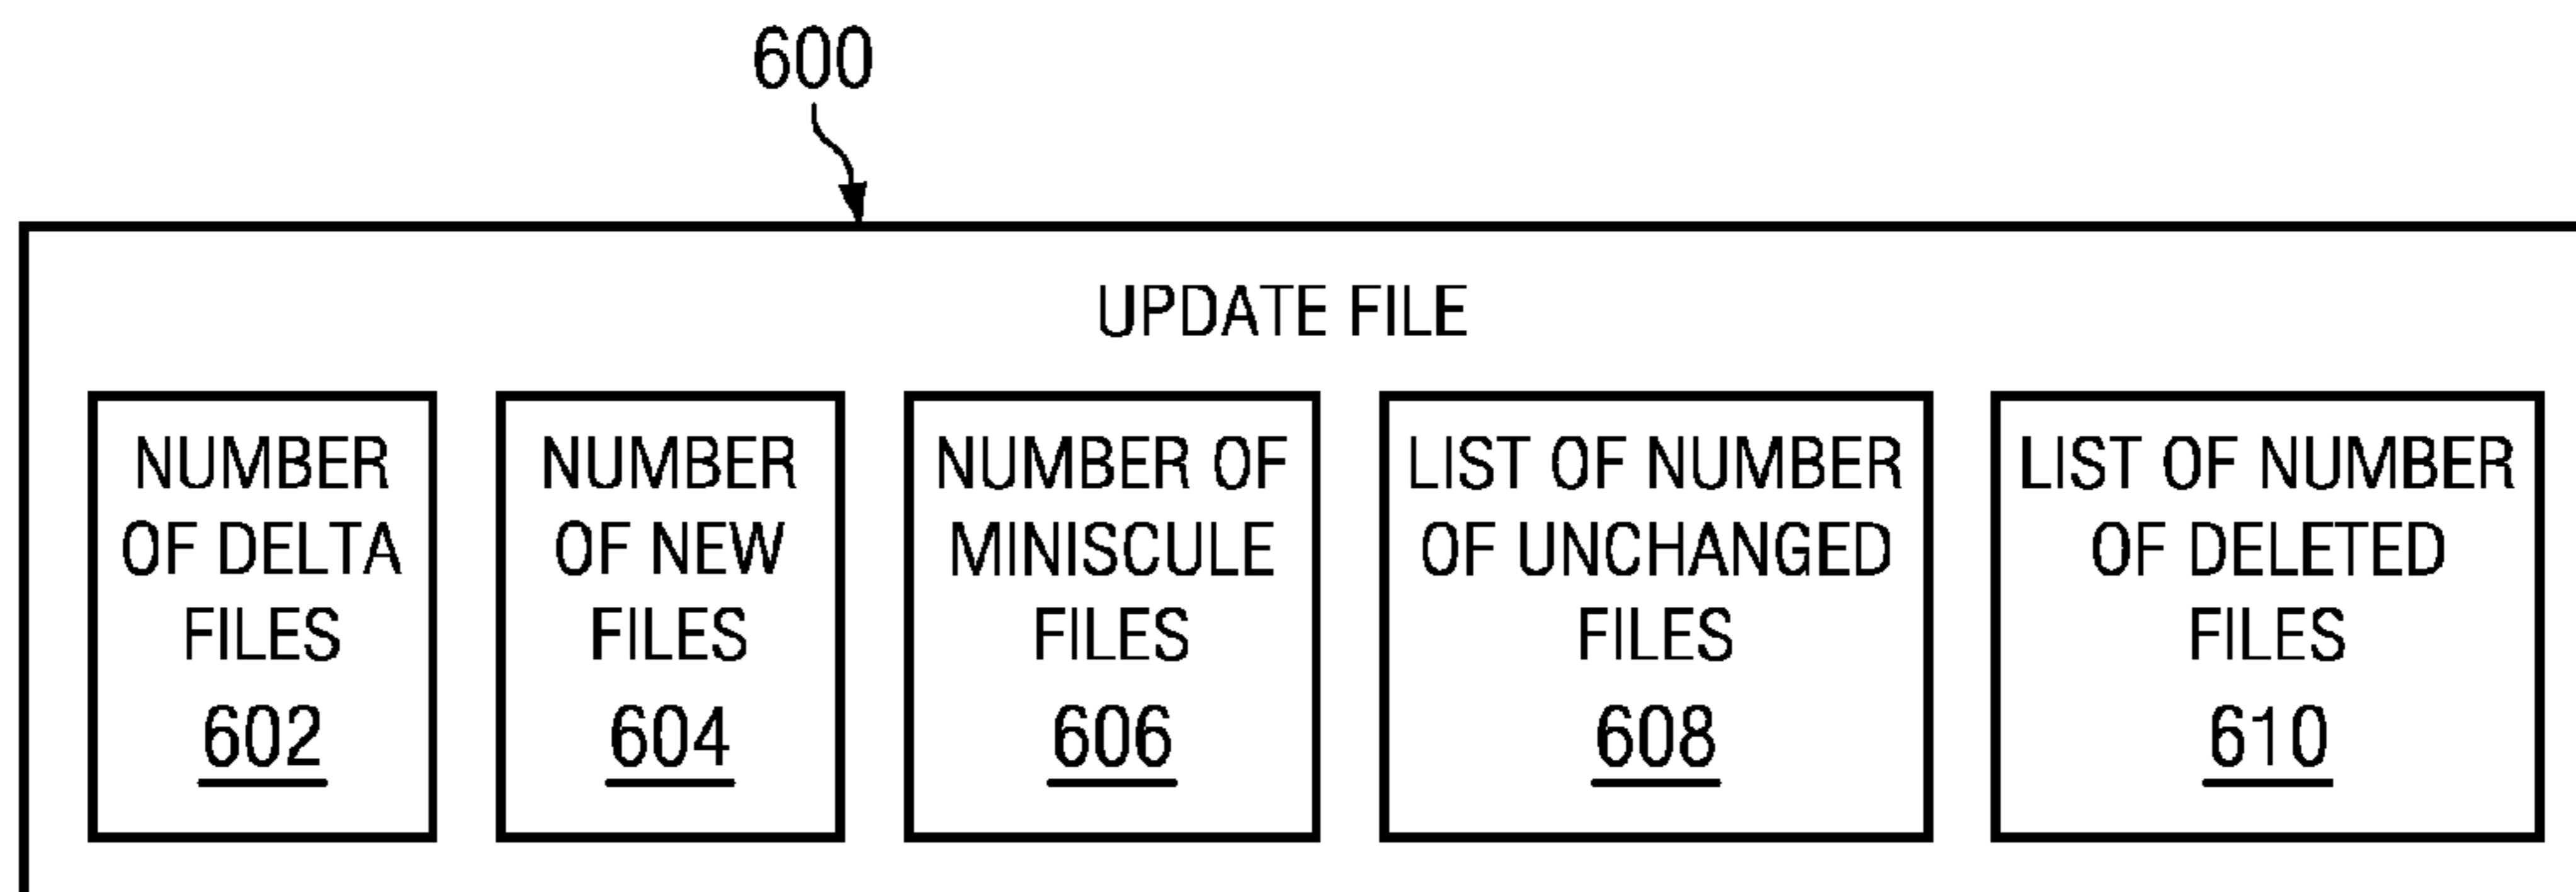 600
UPDATE FILE
NUMBER
OF DELTA
FILES
602
NUMBER
OF NEW
FILES
604
NUMBER OF
MINISCULE
FILES
606
LIST OF NUMBER
OF UNCHANGED
FILES
608
LIST OF NUMBER
OF DELETED
FILES
610